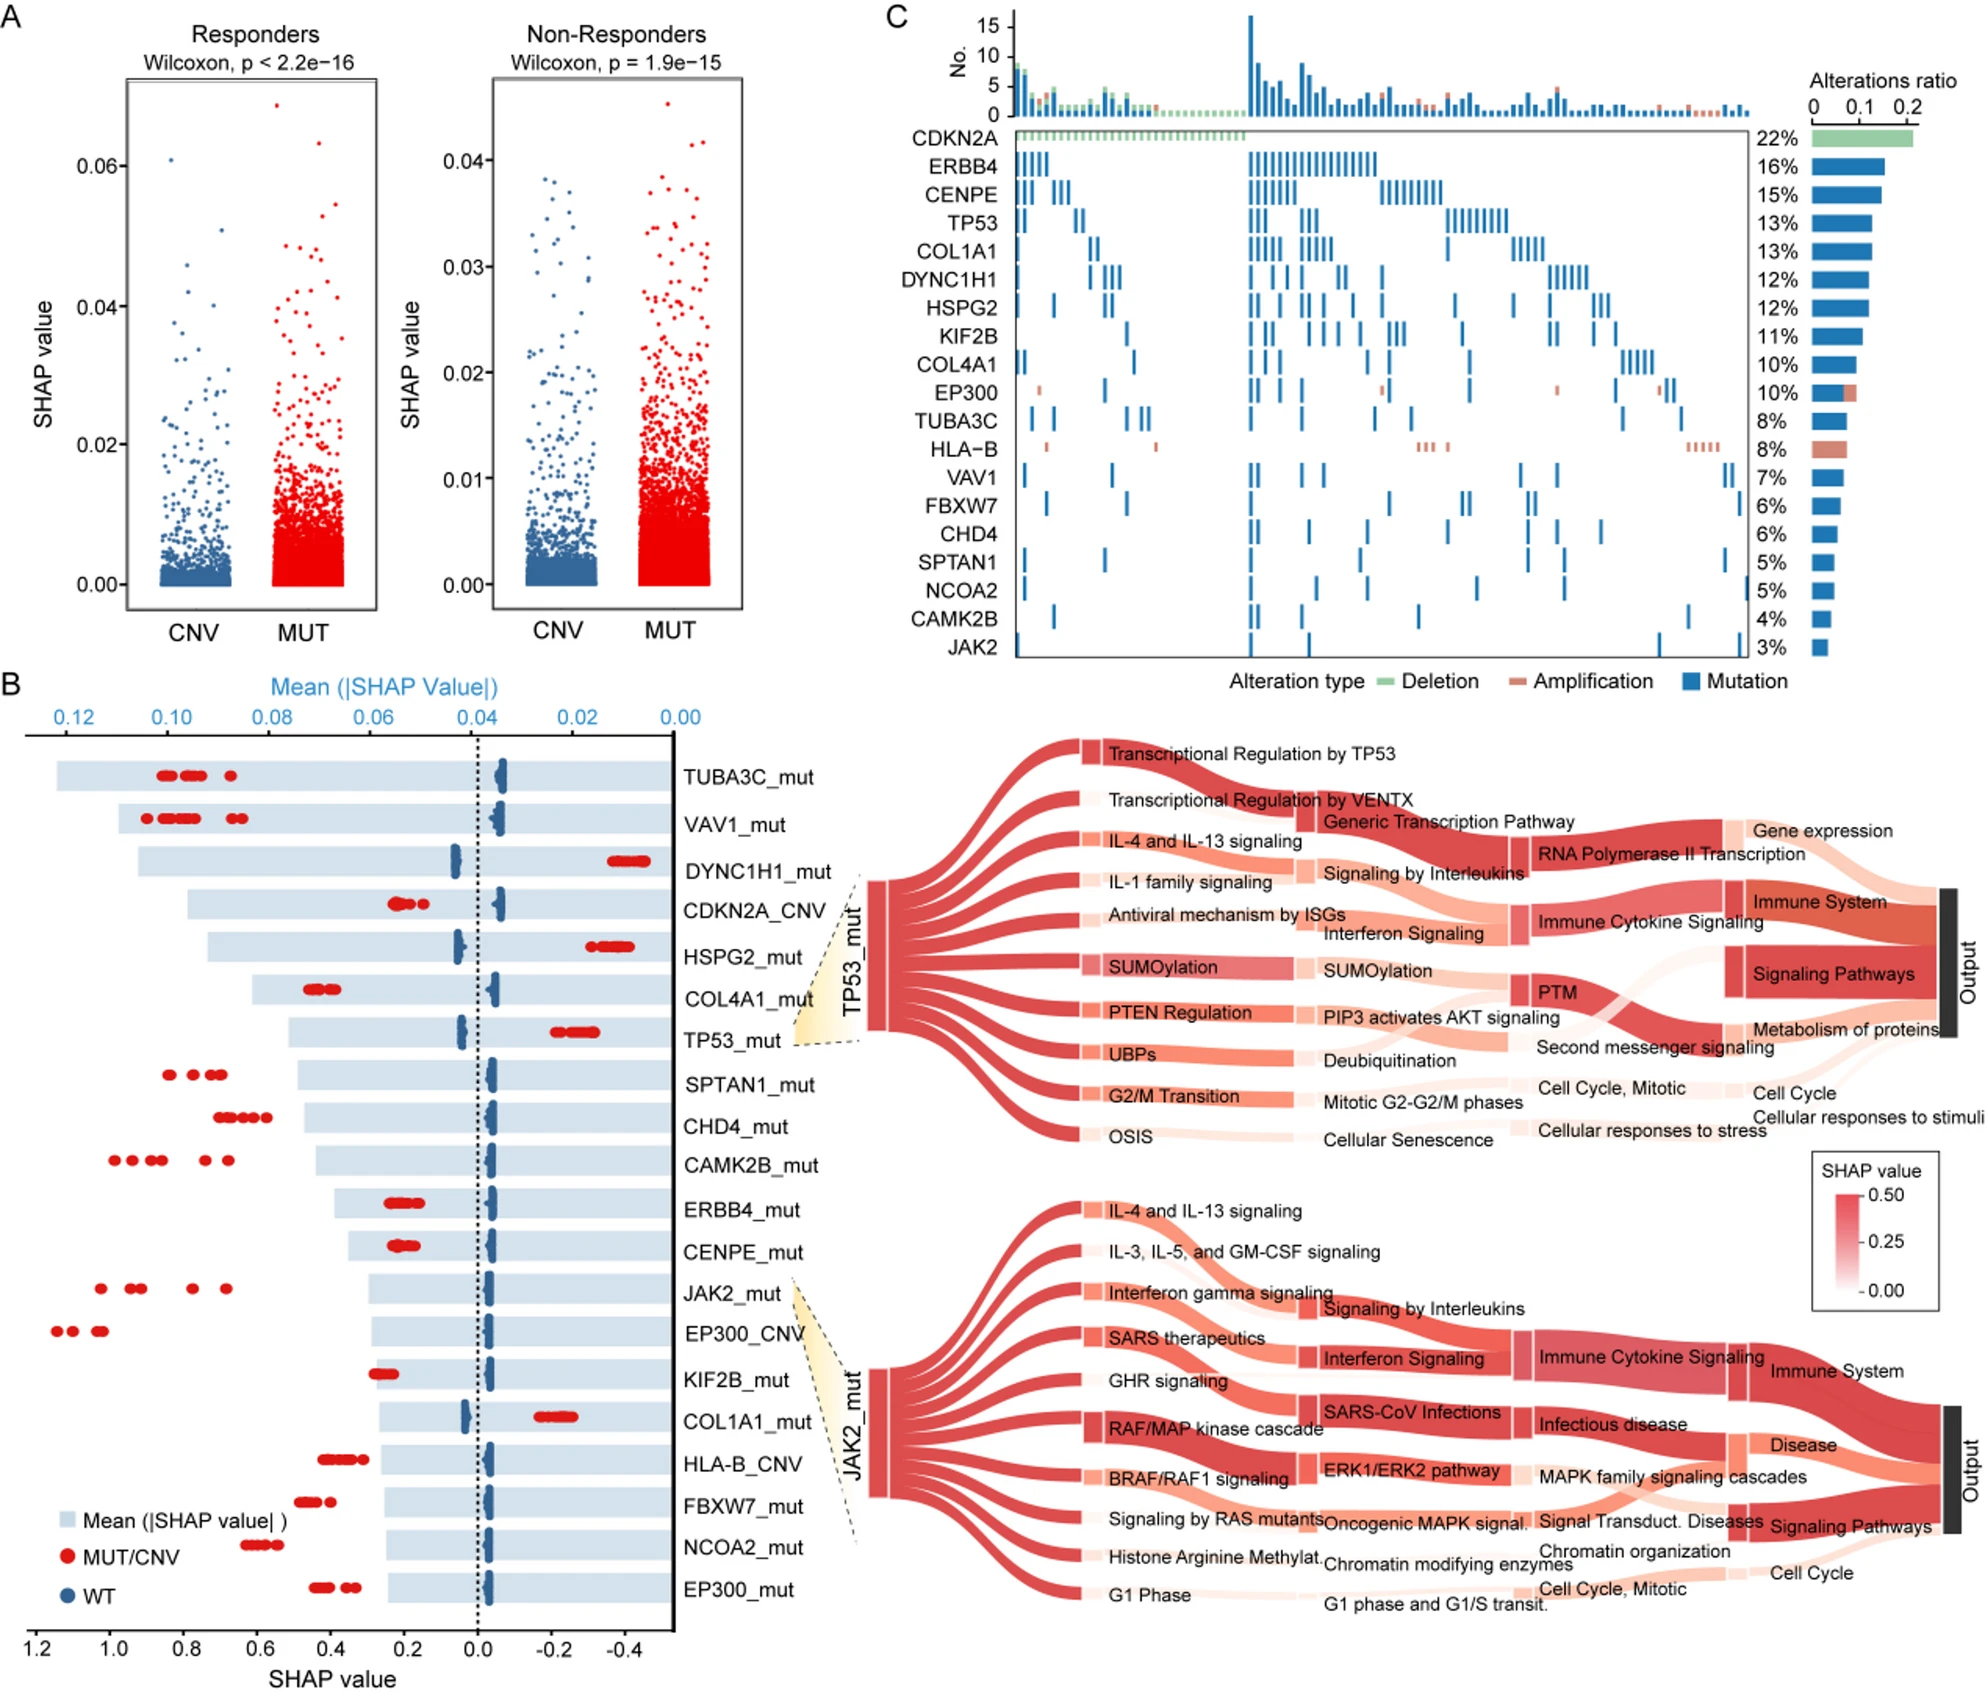 A
Responders
Wilcoxon, p < 2.2e−16
SHAP value
0.06
0.04
0.02
0.00
CNV
MUT
Non-Responders
Wilcoxon, p = 1.9e−15
SHAP value
0.04
0.03
0.02
0.01
0.00
CNV
MUT
C
No.
15
10
5
0
Alterations ratio
0
0.1
0.2
CDKN2A
22%
ERBB4
16%
CENPE
15%
TP53
13%
COL1A1
13%
DYNC1H1
12%
HSPG2
12%
KIF2B
11%
COL4A1
10%
EP300
10%
TUBA3C
8%
HLA−B
8%
VAV1
7%
FBXW7
6%
CHD4
6%
SPTAN1
5%
NCOA2
5%
CAMK2B
4%
JAK2
3%
Alteration type
Deletion
Amplification
Mutation
B
Mean (|SHAP Value|)
0.12
0.10
0.08
0.06
0.04
0.02
0.00
TUBA3C_mut
VAV1_mut
DYNC1H1_mut
CDKN2A_CNV
HSPG2_mut
COL4A1_mut
TP53_mut
SPTAN1_mut
CHD4_mut
CAMK2B_mut
ERBB4_mut
CENPE_mut
JAK2_mut
EP300_CNV
KIF2B_mut
COL1A1_mut
HLA-B_CNV
FBXW7_mut
NCOA2_mut
EP300_mut
Mean (|SHAP value| )
MUT/CNV
WT
1.2
1.0
0.8
0.6
0.4
0.2
0.0
-0.2
-0.4
SHAP value
TP53_mut
Transcriptional Regulation by TP53
Transcriptional Regulation by VENTX
IL-4 and IL-13 signaling
IL-1 family signaling
Antiviral mechanism by ISGs
SUMOylation
PTEN Regulation
UBPs
G2/M Transition
OSIS
Generic Transcription Pathway
Signaling by Interleukins
Interferon Signaling
SUMOylation
PIP3 activates AKT signaling
Deubiquitination
Mitotic G2-G2/M phases
Cellular Senescence
RNA Polymerase II Transcription
Immune Cytokine Signaling
PTM
Second messenger signaling
Cell Cycle, Mitotic
Cellular responses to stress
Gene expression
Immune System
Signaling Pathways
Metabolism of proteins
Cell Cycle
Cellular responses to stimuli
Output
SHAP value
0.50
0.25
0.00
JAK2_mut
IL-4 and IL-13 signaling
IL-3, IL-5, and GM-CSF signaling
Interferon gamma signaling
SARS therapeutics
GHR signaling
RAF/MAP kinase cascade
BRAF/RAF1 signaling
Signaling by RAS mutants
Histone Arginine Methylat.
G1 Phase
Signaling by Interleukins
Interferon Signaling
SARS-CoV Infections
ERK1/ERK2 pathway
Oncogenic MAPK signal.
Chromatin modifying enzymes
G1 phase and G1/S transit.
Immune Cytokine Signaling
Infectious disease
MAPK family signaling cascades
Signal Transduct. Diseases
Chromatin organization
Cell Cycle, Mitotic
Immune System
Disease
Signaling Pathways
Cell Cycle
Output